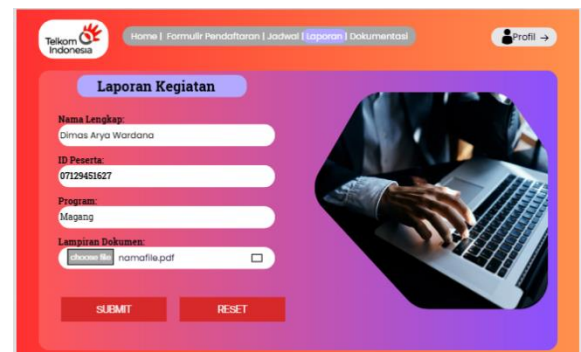 Telkom
Indonesia
Home | Formulir Pendaftaran | Jadwal | Laporan | Dokumentasi
Profil →
Laporan Kegiatan
Nama Lengkap:
Dimas Arya Wardana
ID Peserta:
07129451627
Program:
Magang
Lampiran Dokumen:
choose file namafile.pdf
SUBMIT RESET